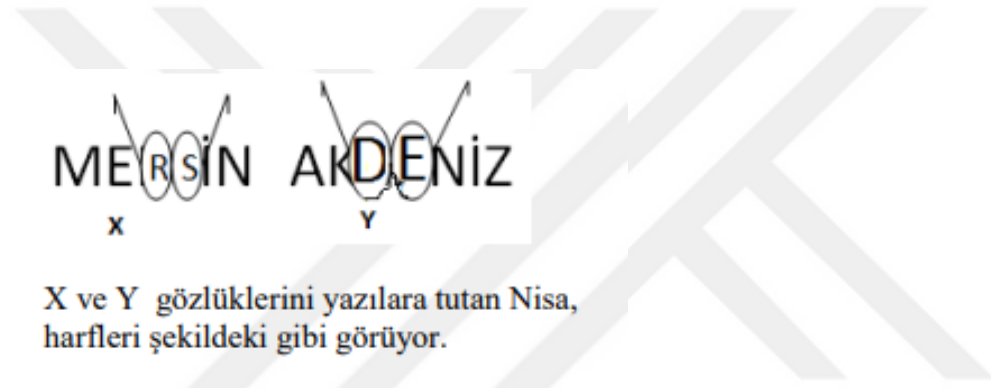 MERSİN AKDENİZ
X Y
X ve Y gözlüklerini yazılara tutan Nisa,
harfleri şekildeki gibi görüyor.